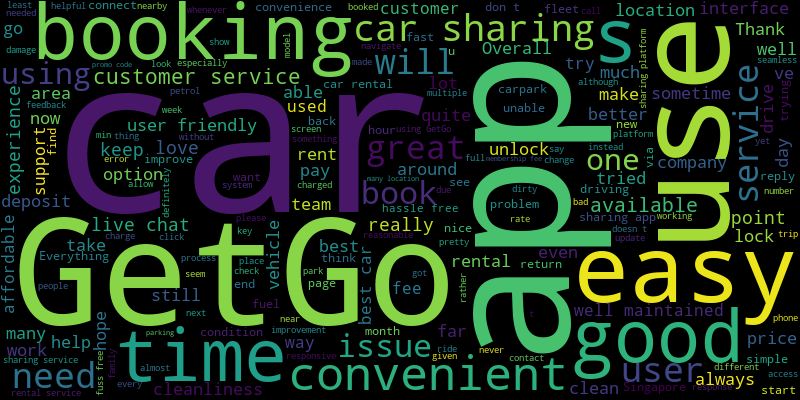 least helpful connect nearby whenever
needed convenience booked call
go booking car sharing customer don t fleet location interface
damage show model fast u Thank
look especially navigate will s well
using promo code made Overall try much ve
customer service petrol car rental carpark sometime
area able lot multiple unable although make drive trying
feedback week used back quite app use
now car hour using GetGo better
experience user friendly screen new platform via service day
support find min thing without something great unlock instead yet
keep love rent full membership fee say one company
error improve want many location see change tried reply
option allow system charged pay around dirty bad driving number
deposit definitely team book due problem available
please hassle free rate sharing app working doesn t point
live chat key really nice update lock trip
affordable charge click reasonable pretty even
take vehicle best
Everything process place think got rental return easy
people seem check park page best car rather
still end fee
next fuel GetGo well maintained phone
hope parking near improvement month far t
many condition way ride never good price
work help time issue given contact simple
sharing service family responsive different
need almost convenient user always access
fuss free every cleanliness clean Singapore response start
rental service sharing platform seamless